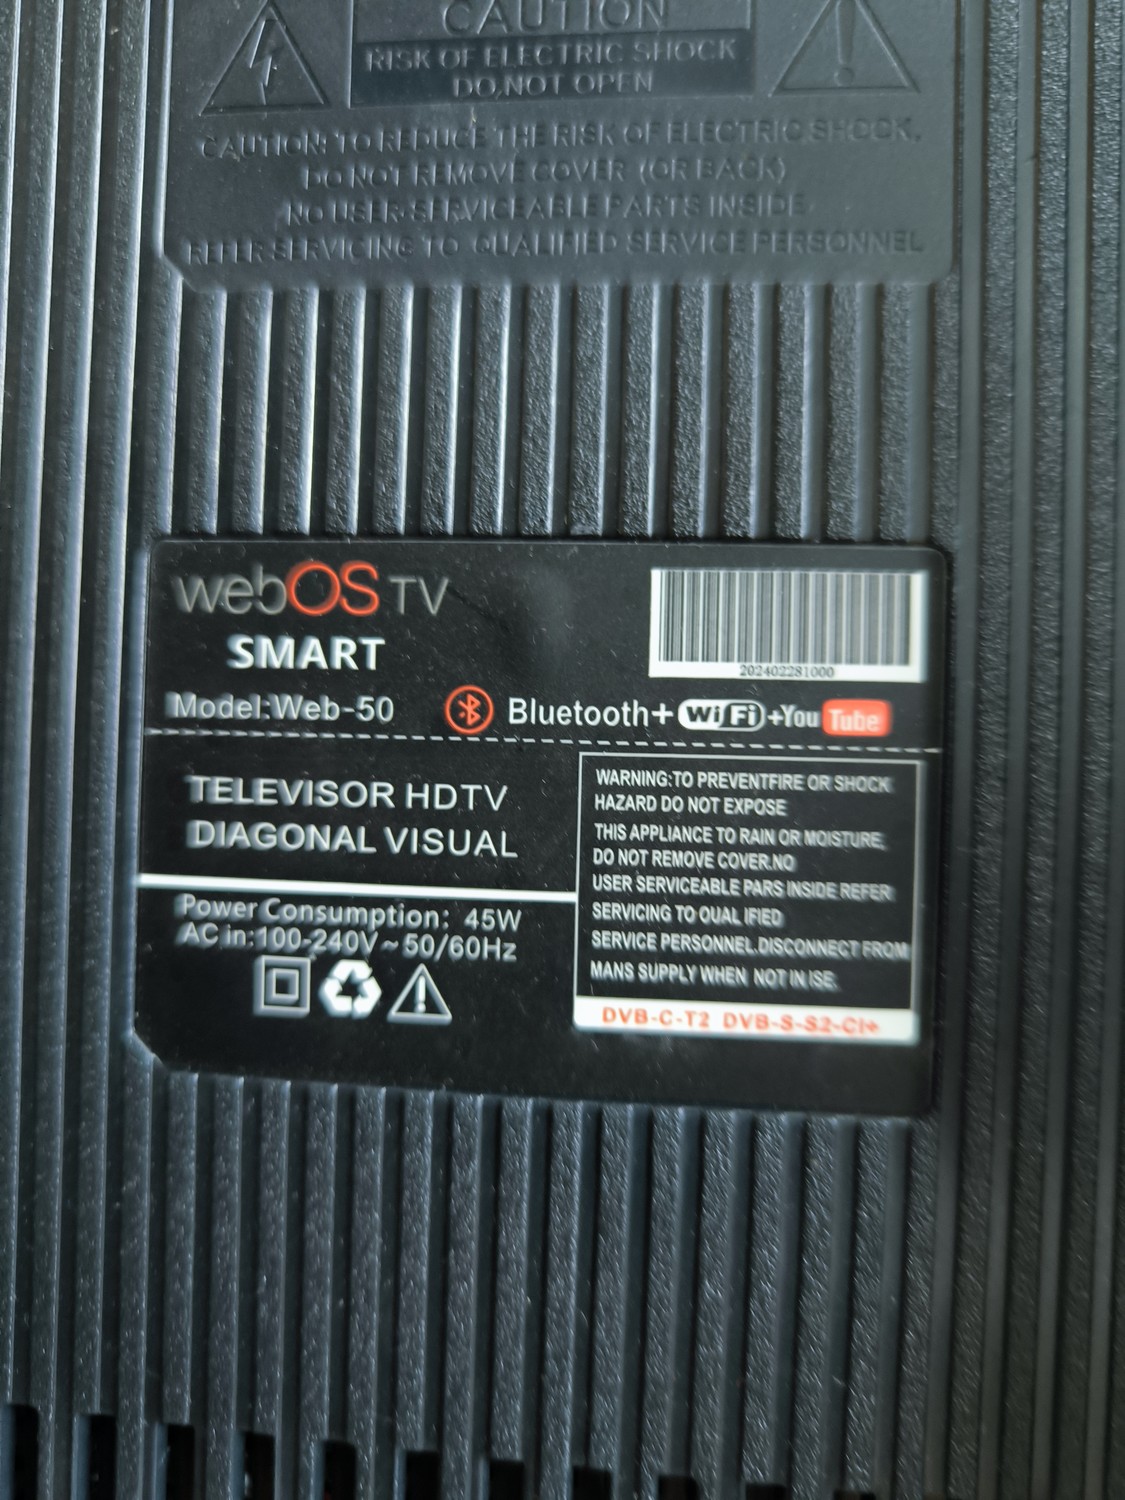 CAUTION
RISK OF ELECTRIC SHOCK
DO NOT OPEN
CAUTION: TO REDUCE THE RISK OF ELECTRIC SHOCK,
DO NOT REMOVE COVER (OR BACK)
NO USER-SERVICEABLE PARTS INSIDE
REFER SERVICING TO QUALIFIED SERVICE PERSONNEL
webOS TV
SMART
202402281000
Model:Web-50
Bluetooth+WiFi+YouTube
TELEVISOR HDTV
DIAGONAL VISUAL
Power Consumption: 45W
AC in:100-240V~50/60Hz
WARNING:TO PREVENTFIRE OR SHOCK
HAZARD DO NOT EXPOSE
THIS APPLIANCE TO RAIN OR MOISTURE,
DO NOT REMOVE COVER.NO
USER SERVICEABLE PARS INSIDE REFER
SERVICING TO OUAL IFIED
SERVICE PERSONNEL.DISCONNECT FROM
MANS SUPPLY WHEN NOT IN ISE.
DVB-C-T2 DVB-S-S2-CI+